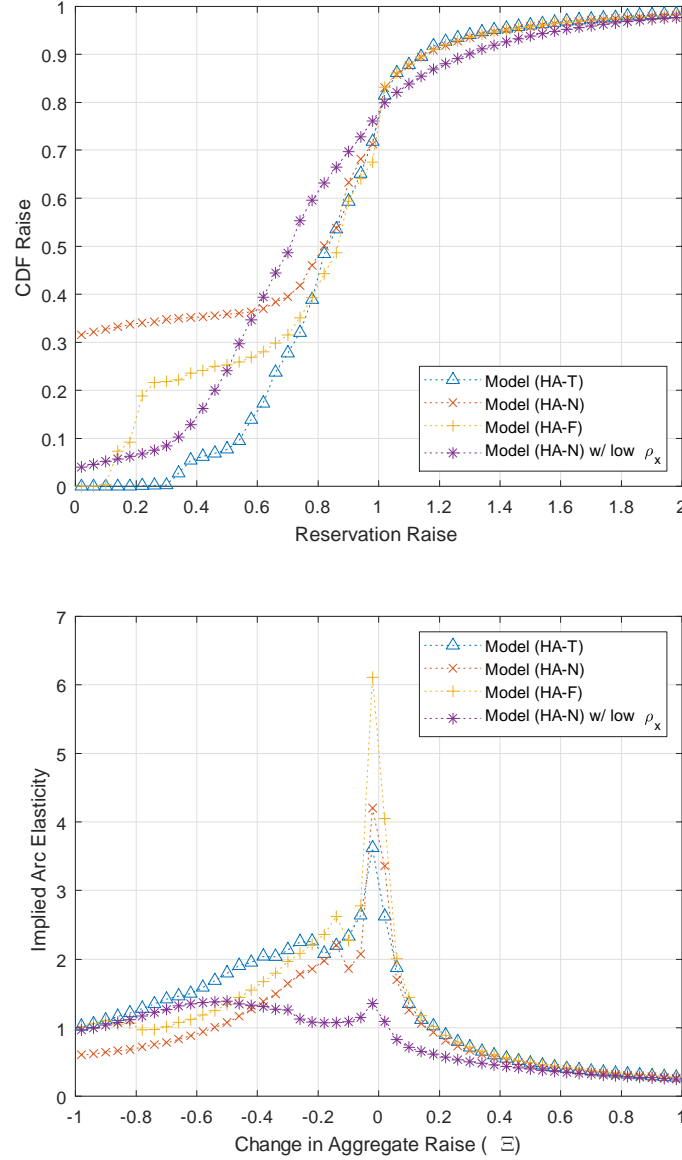 1
0.9
0.8
0.7
0.6
0.5
0.4
0.3
0.2
0.1
0
CDF Raise
Model (HA-T)
Model (HA-N)
Model (HA-F)
Model (HA-N) w/ low ρx
0 0.2 0.4 0.6 0.8 1 1.2 1.4 1.6 1.8 2
Reservation Raise
7
6
5
4
3
2
1
0
Implied Arc Elasticity
Model (HA-T)
Model (HA-N)
Model (HA-F)
Model (HA-N) w/ low ρx
-1 -0.8 -0.6 -0.4 -0.2 0 0.2 0.4 0.6 0.8 1
Change in Aggregate Raise ( Ξ)